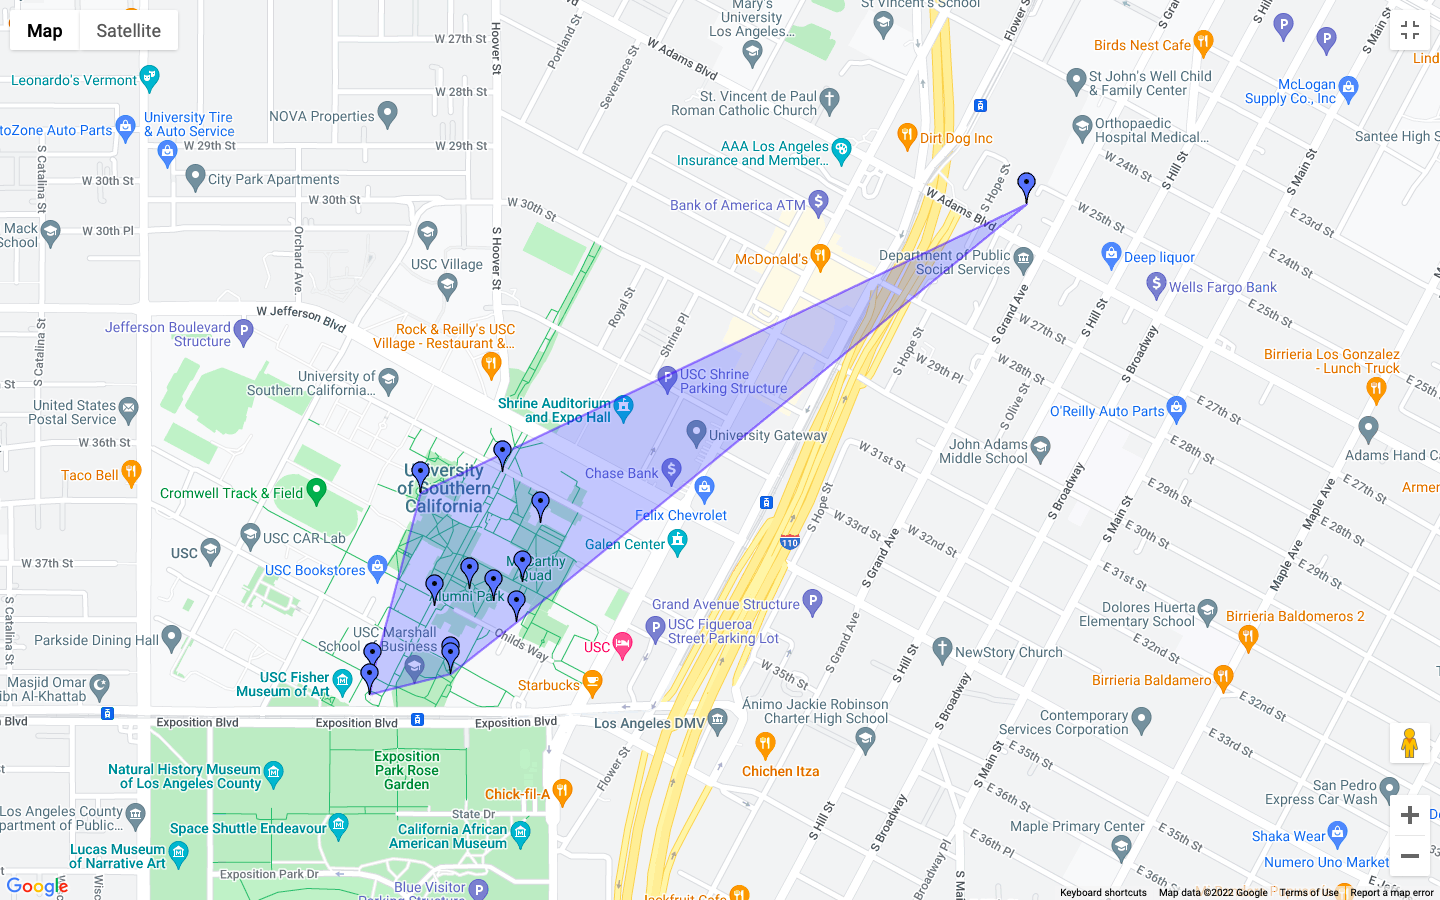 Map
Satellite
Mary's
University
Los Angeles...
St Vincent's School
Flower St
S Gra
S Hill St
S Main St
W 27th St
Hoover St
Portland St
W Adams Blvd
Severance St
Birds Nest Cafe
Lind
Leonardo's Vermont
W 28th St
St. Vincent de Paul
Roman Catholic Church
St John's Well Child
& Family Center
McLogan
Supply Co., Inc
toZone Auto Parts
University Tire
& Auto Service
NOVA Properties
W 29th St
W 29th St
AAA Los Angeles
Insurance and Member...
Dirt Dog Inc
Orthopaedic
Hospital Medical...
Santee High S
S Catalina St
W 30th St
City Park Apartments
W 30th St
W 30th St
Bank of America ATM
S Hope St
W Adams Blvd
W 24th St
S Hill St
S Main St
W 25th St
E 23rd St
Mack
School
W 30th Pl
Orchard Ave
USC Village
S Hoover St
McDonald's
Department of Public
Social Services
Deep liquor
Wells Fargo Bank
E 24th St
E 25th St
W Jefferson Blvd
Jefferson Boulevard
Structure
Rock & Reilly's USC
Village - Restaurant &...
Royal St
Shrine Pl
S Grand Ave
S Hill St
W 27th St
S Hope St
W 28th St
W 29th Pl
S Broadway
Birrieria Los Gonzalez
- Lunch Truck
S Catalina St
University of
Southern California...
USC Shrine
Parking Structure
E 25th St
United States
Postal Service
Shrine Auditorium
and Expo Hall
University Gateway
S Olive St
O'Reilly Auto Parts
E 27th St
W 36th St
John Adams
Middle School
E 28th St
Adams Hand Ca
W 31st St
Taco Bell
University
of Southern
California
Chase Bank
Cromwell Track & Field
S Hope St
S Broadway
E 29th St
E 27th St
Armen
Felix Chevrolet
W 33rd St
W 32nd St
S Main St
E 30th St
Maple Ave
E 28th St
USC CAR-Lab
USC
Galen Center
110
S Grand Ave
W 37th St
USC Bookstores
McCarthy
Quad
E 31st St
Maple Ave
E 29th St
Alumni Park
Grand Avenue Structure
Dolores Huerta
Elementary School
Birrieria Baldomeros 2
S Catalina St
Parkside Dining Hall
USC Marshall
School of Business
Childs Way
USC
USC Figueroa
Street Parking Lot
S Grand Ave
E 32nd St
NewStory Church
S Hill St
W 35th St
Masjid Omar
ibn Al-Khattab
USC Fisher
Museum of Art
Starbucks
S Broadway
Birrieria Baldamero
E 32nd St
Blvd
Exposition Blvd
Exposition Blvd
Exposition Blvd
Los Angeles DMV
Ánimo Jackie Robinson
Charter High School
Contemporary
Services Corporation
E 33rd St
E 35th St
Natural History Museum
of Los Angeles County
Exposition
Park Rose
Garden
Flower St
Chichen Itza
S Main St
San Pedro
Express Car Wash
Chick-fil-A
E 36th St
Los Angeles County
partment of Public...
State Dr
Space Shuttle Endeavour
California African
American Museum
S Hill St
S Broadway
Maple Primary Center
E 35th St
Shaka Wear
E 36th Pl
Lucas Museum
of Narrative Art
Numero Uno Market
Exposition Park Dr
Blue Visitor
Parking Structure
Jackfruit Cafe
Broadway Pl
S Mai
Google
Keyboard shortcuts
Map data ©2022 Google
Terms of Use
Report a map error